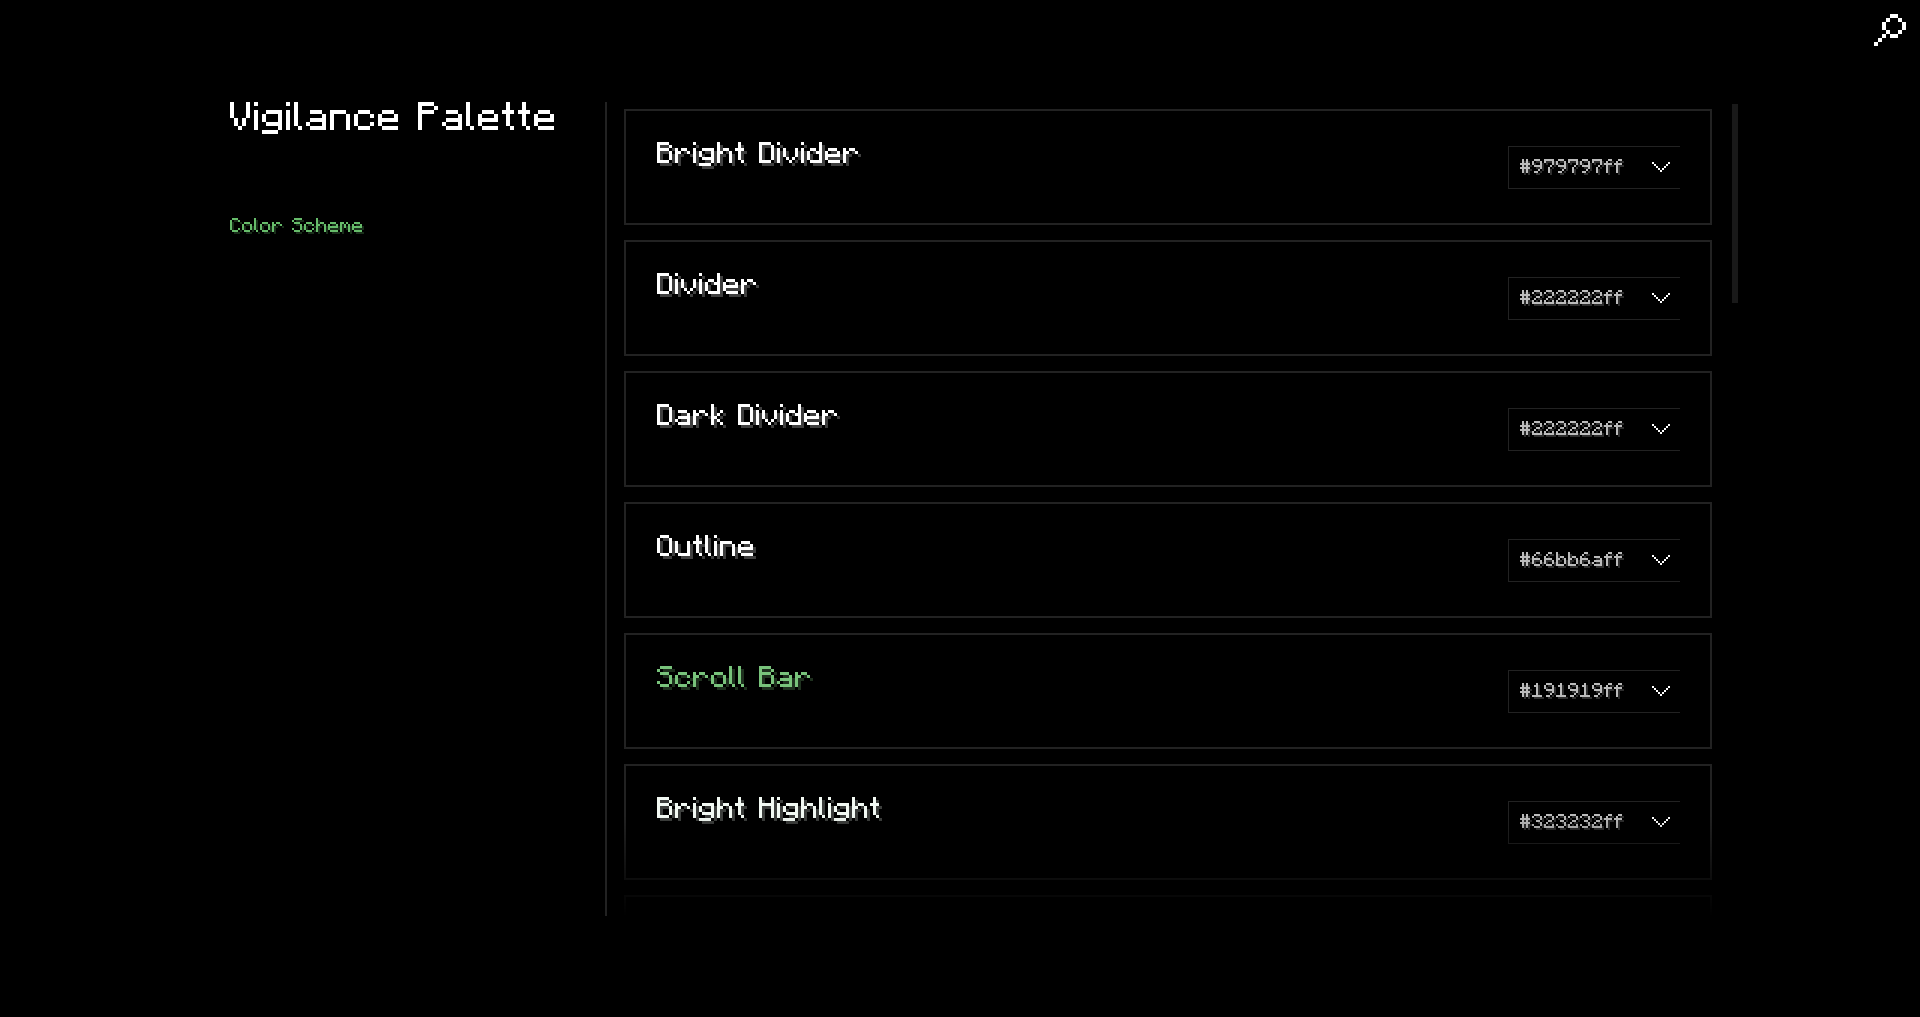 Vigilance Palette
Color Scheme
Bright Divider
#979797ff
Divider
#222222ff
Dark Divider
#222222ff
Outline
#66bb6aff
Scroll Bar
#191919ff
Bright Highlight
#323232ff